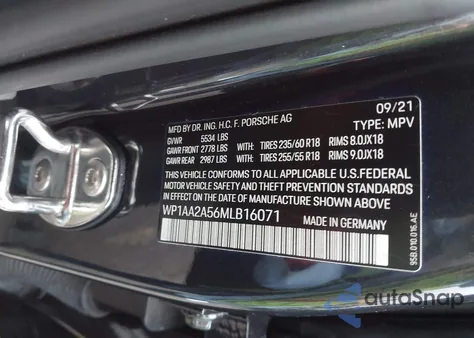 MFD BY DR. ING. H.C. F. PORSCHE AG 09/21
GVWR 5534 LBS TYPE: MPV
GAWR FRONT 2778 LBS WITH: TIRES 235/60 R18 RIMS 8.0JX18
GAWR REAR 2987 LBS WITH: TIRES 255/55 R18 RIMS 9.0JX18
THIS VEHICLE CONFORMS TO ALL APPLICABLE U.S.FEDERAL
MOTOR VEHICLE SAFETY AND THEFT PREVENTION STANDARDS
IN EFFECT ON THE DATE OF MANUFACTURE SHOWN ABOVE.
WP1AA2A56MLB16071 MADE IN GERMANY
95B.010.016.AE
autoSnap